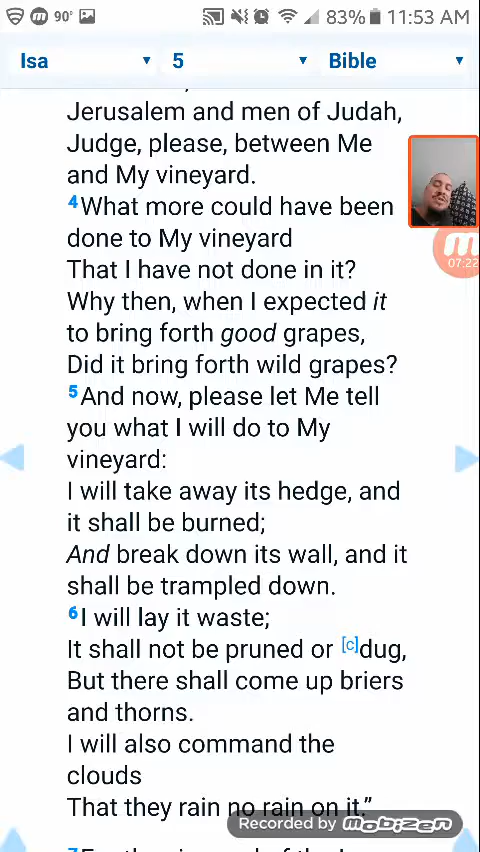 90° 83% 11:53 AM
Isa 5 Bible
Jerusalem and men of Judah,
Judge, please, between Me
and My vineyard.
4What more could have been
done to My vineyard
That I have not done in it?
07:22
Why then, when I expected it
to bring forth good grapes,
Did it bring forth wild grapes?
5And now, please let Me tell
you what I will do to My
vineyard:
I will take away its hedge, and
it shall be burned;
And break down its wall, and it
shall be trampled down.
6I will lay it waste;
It shall not be pruned or [c]dug,
But there shall come up briers
and thorns.
I will also command the
clouds
That they rain no rain on it.”
Recorded by mobizen